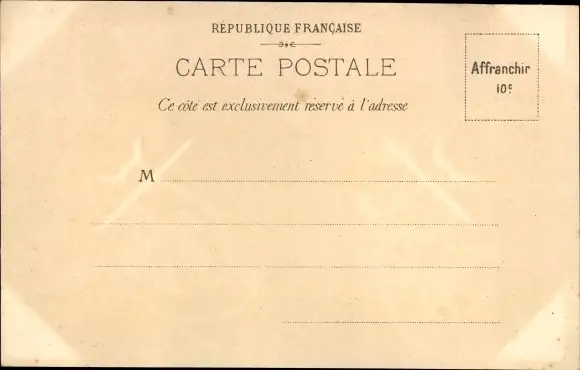 RÉPUBLIQUE FRANÇAISE
CARTE POSTALE
Ce côté est exclusivement réservé à l'adresse
Affranchir
10c
M